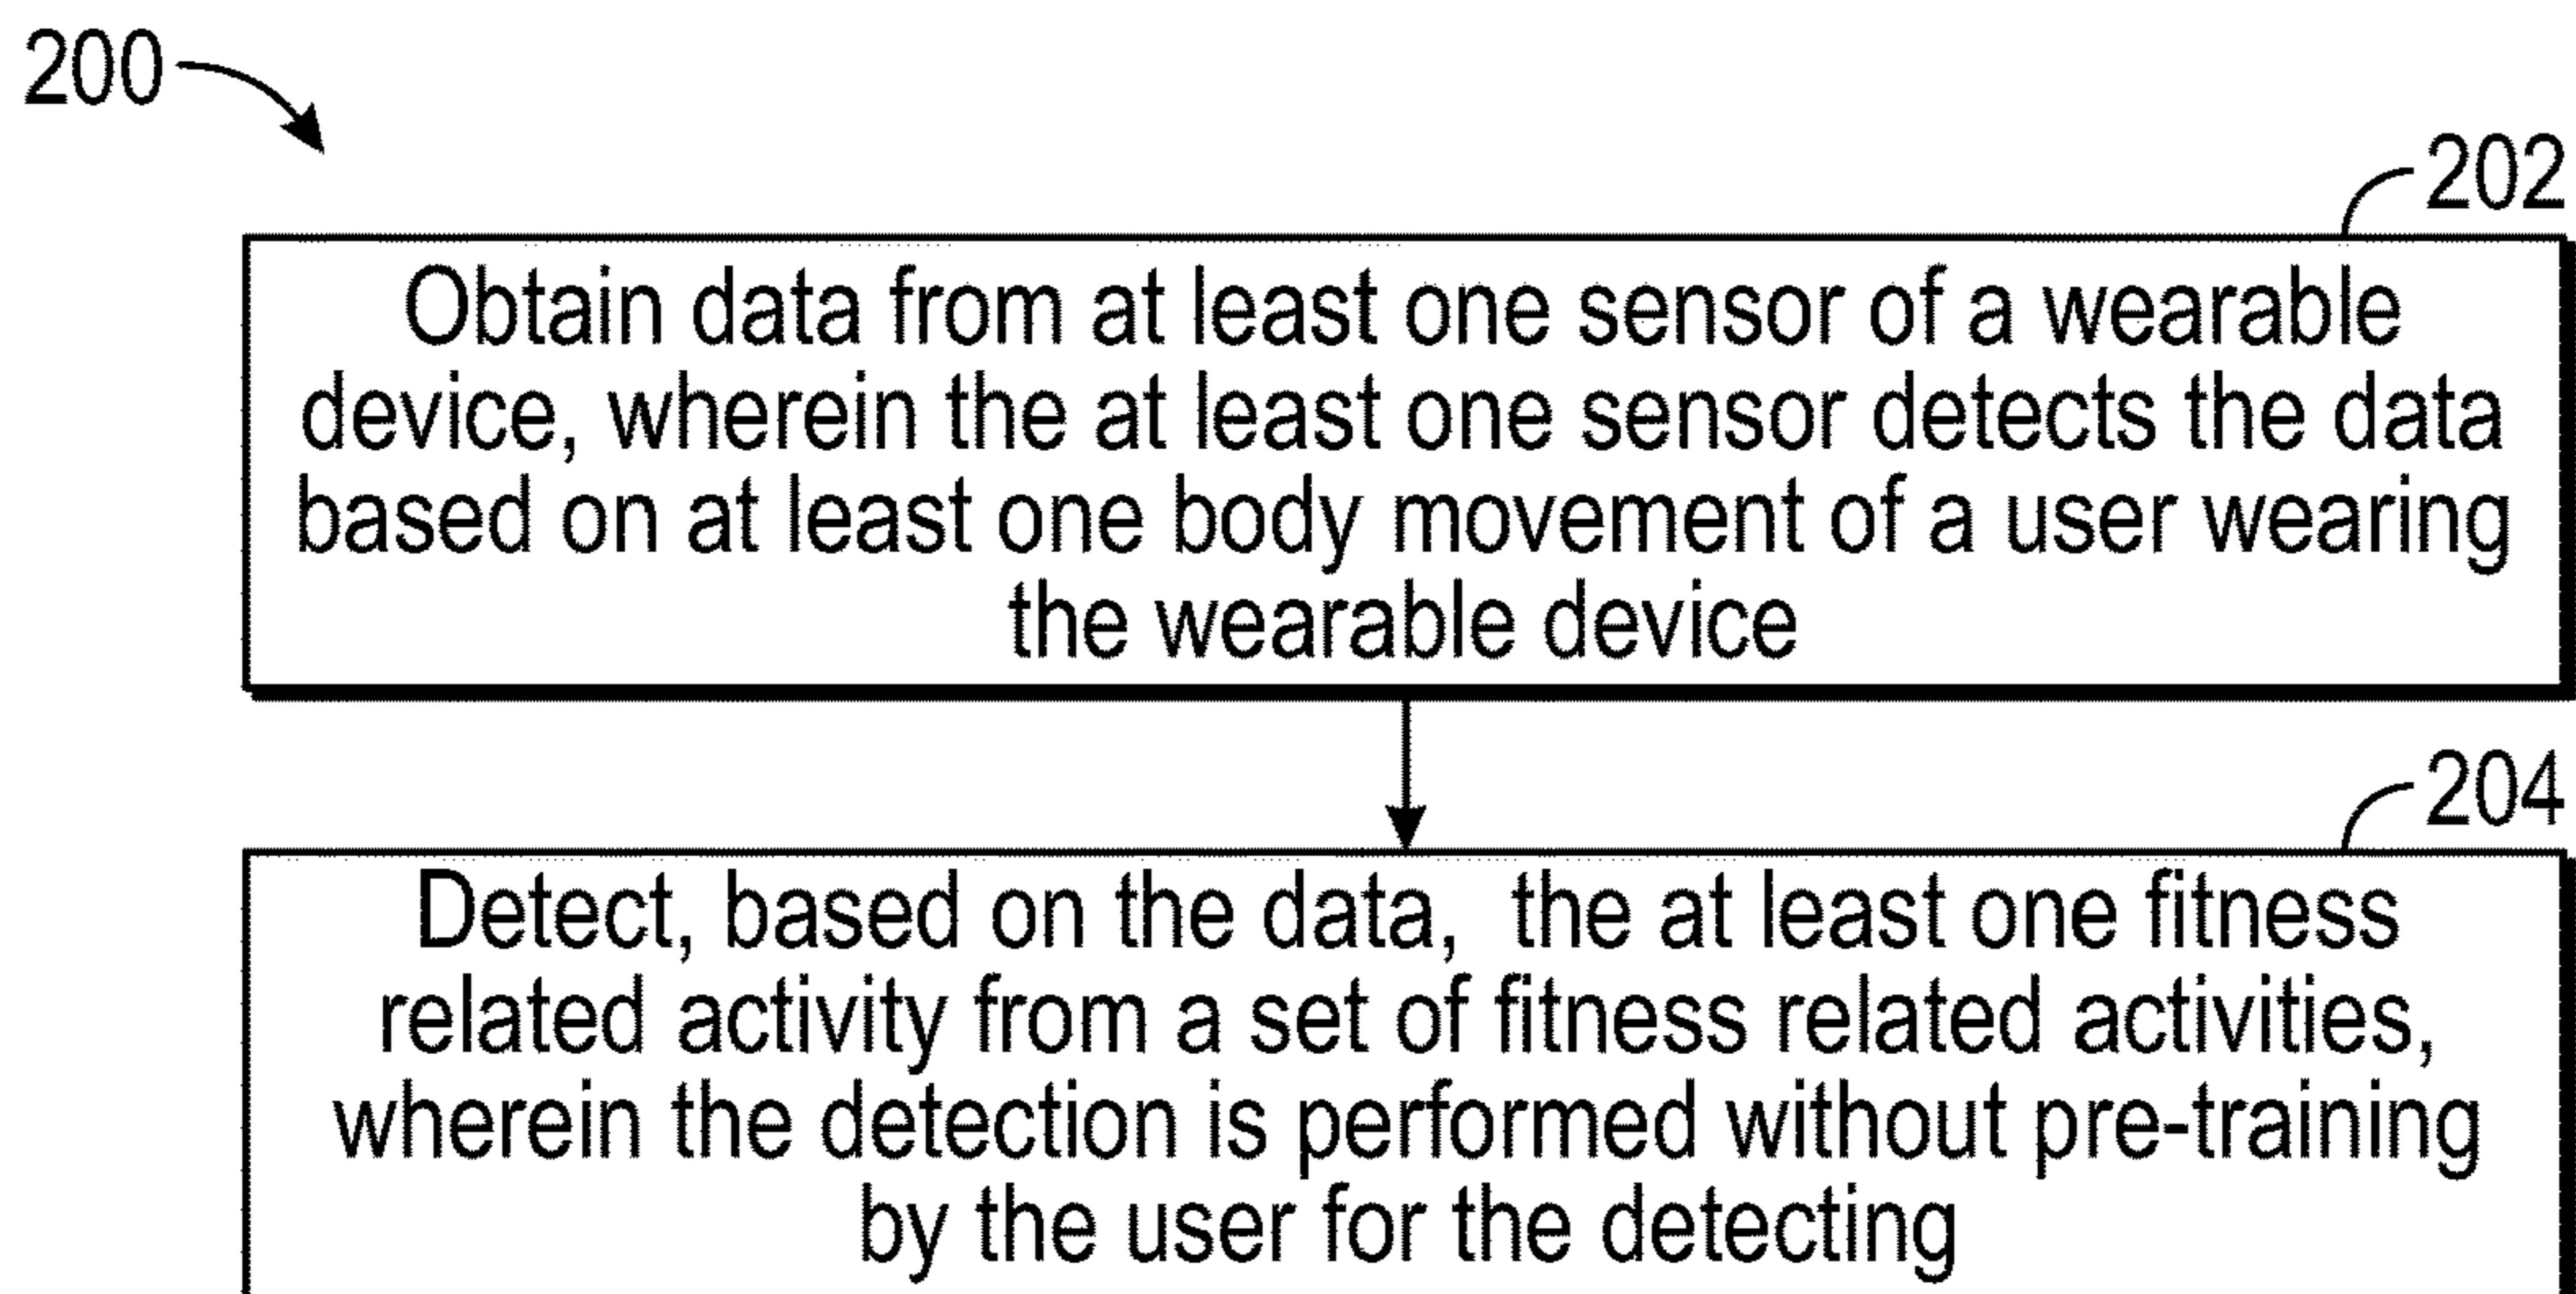 200
202
Obtain data from at least one sensor of a wearable
device, wherein the at least one sensor detects the data
based on at least one body movement of a user wearing
the wearable device
204
Detect, based on the data, the at least one fitness
related activity from a set of fitness related activities,
wherein the detection is performed without pre-training
by the user for the detecting